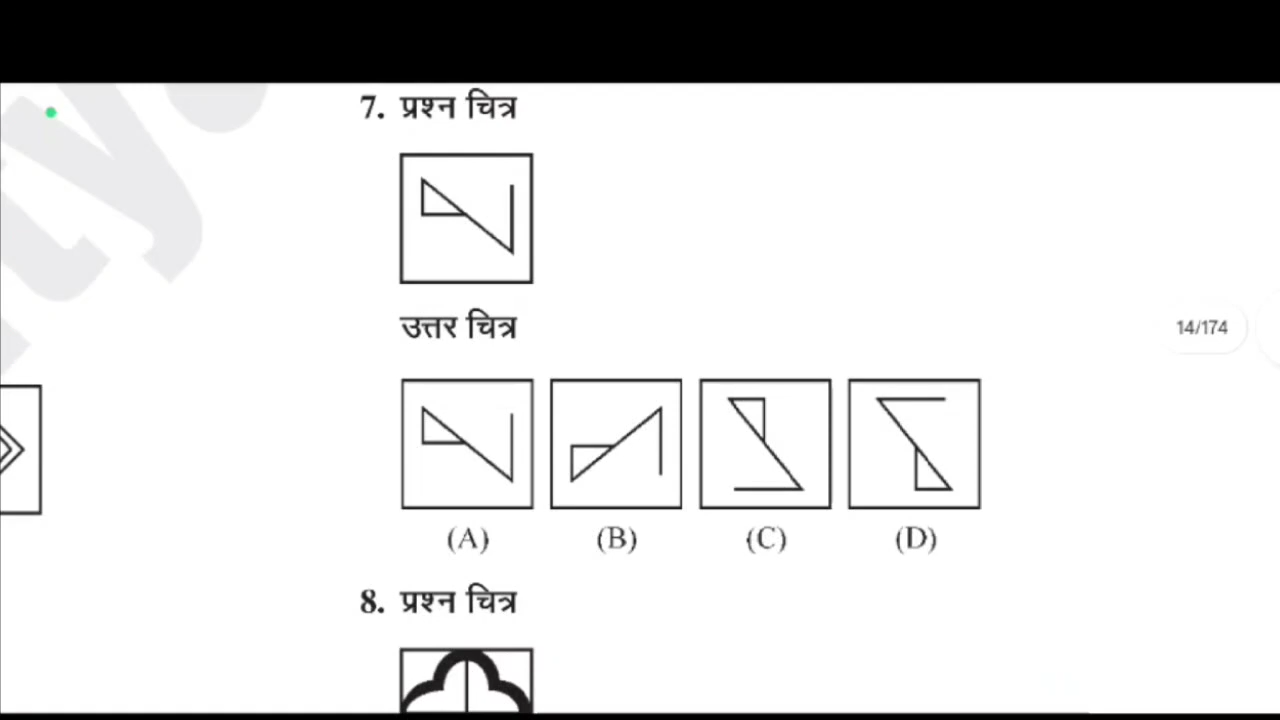 7. प्रश्न चित्र
उत्तर चित्र
14/174
(A) (B) (C) (D)
8. प्रश्न चित्र